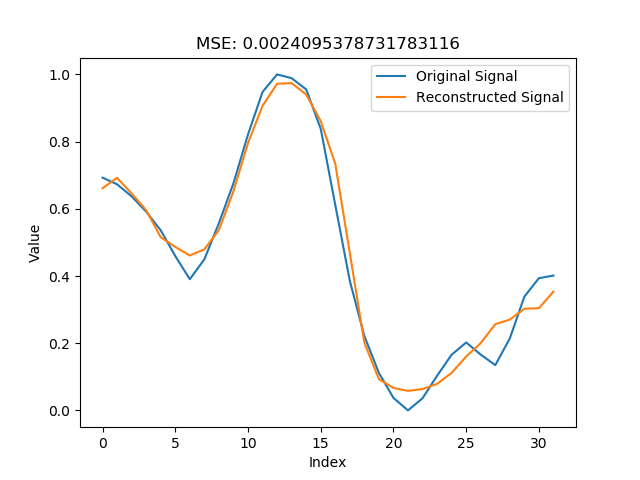 MSE: 0.0024095378731783116
Original Signal
Reconstructed Signal
1.0
0.8
0.6
0.4
0.2
0.0
Value
0 5 10 15 20 25 30
Index